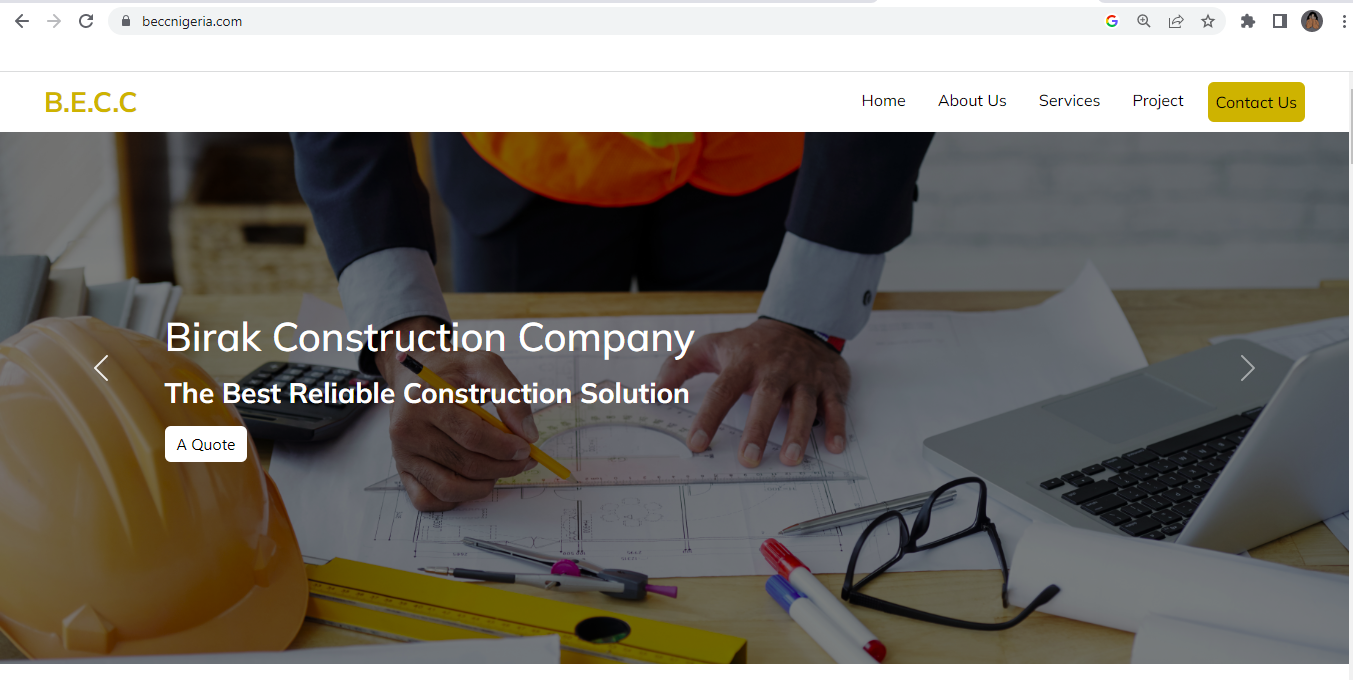 beccnigeria.com
B.E.C.C
Home About Us Services Project Contact Us
Birak Construction Company
The Best Reliable Construction Solution
A Quote